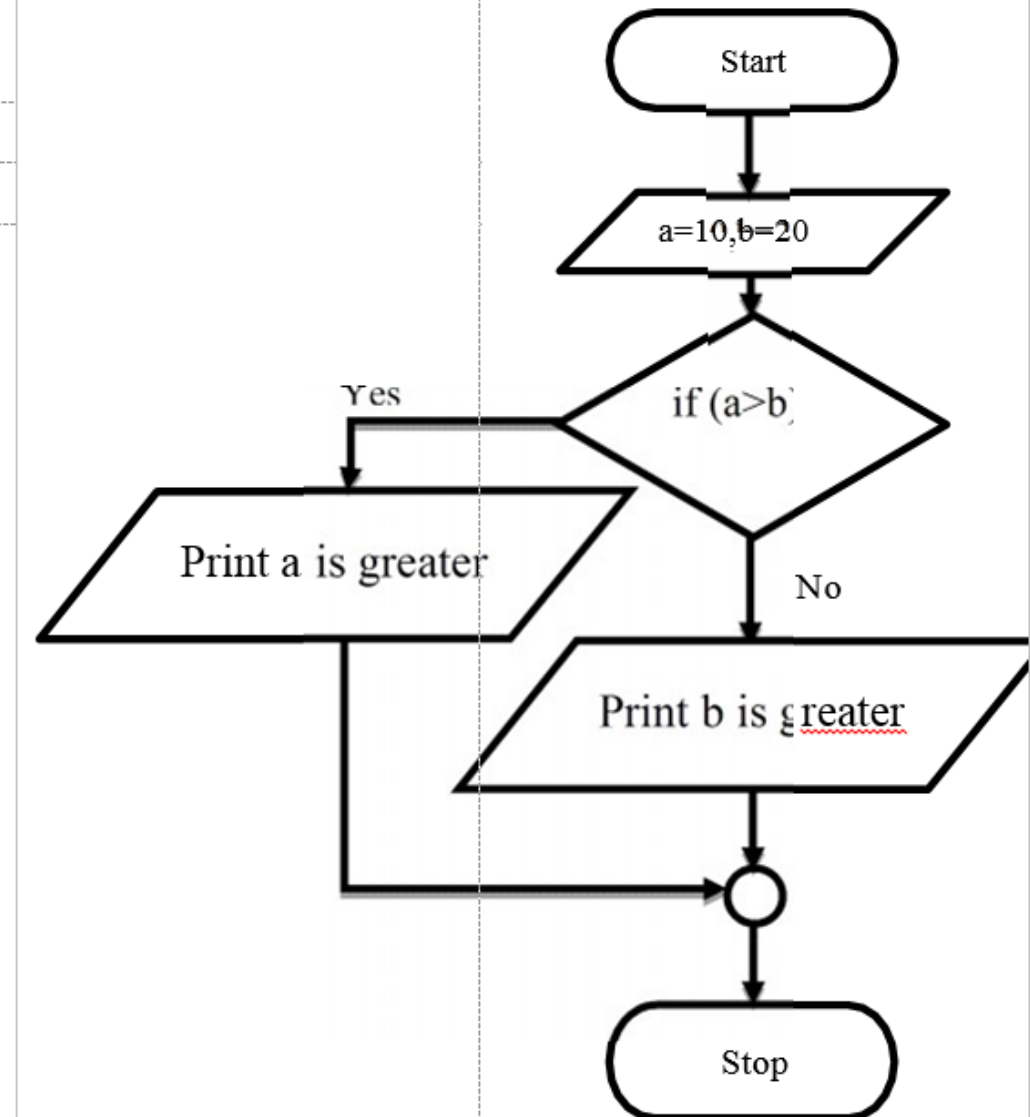 Start
a=10,b=20
if (a>b)
Yes
Print a is greater
No
Print b is greater
Stop